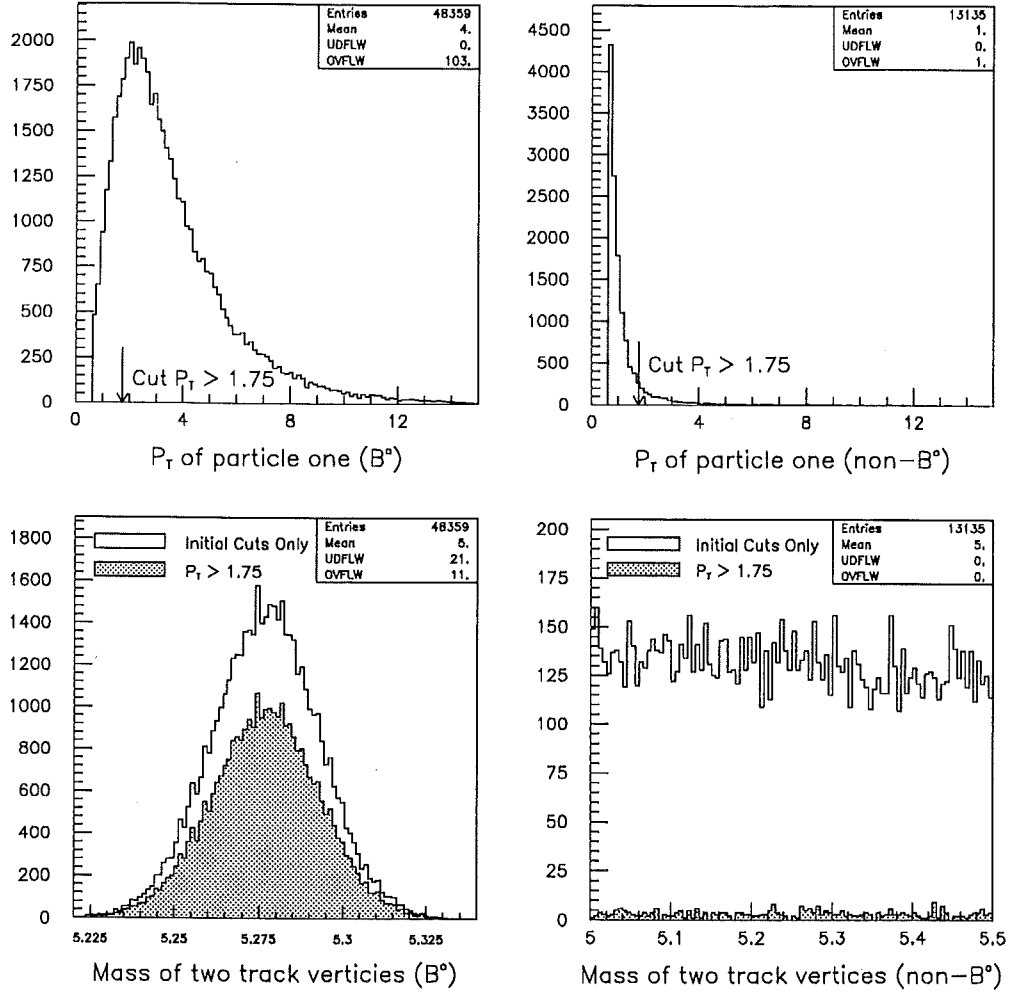 Entries 48359
Mean 4.
UDFLW 0.
OVFLW 103.
2000
1750
1500
1250
1000
750
500
250
0
Cut P_T > 1.75
0 4 8 12
P_T of particle one (B°)
Entries 13135
Mean 1.
UDFLW 0.
OVFLW 1.
4500
4000
3500
3000
2500
2000
1500
1000
500
0
Cut P_T > 1.75
0 4 8 12
P_T of particle one (non-B°)
Entries 48359
Mean 5.
UDFLW 21.
OVFLW 11.
Initial Cuts Only
P_T > 1.75
1800
1600
1400
1200
1000
800
600
400
200
0
5.225 5.25 5.275 5.3 5.325
Mass of two track verticies (B°)
Entries 13135
Mean 5.
UDFLW 0.
OVFLW 0.
Initial Cuts Only
P_T > 1.75
200
175
150
125
100
75
50
25
0
5 5.1 5.2 5.3 5.4 5.5
Mass of two track vertices (non-B°)